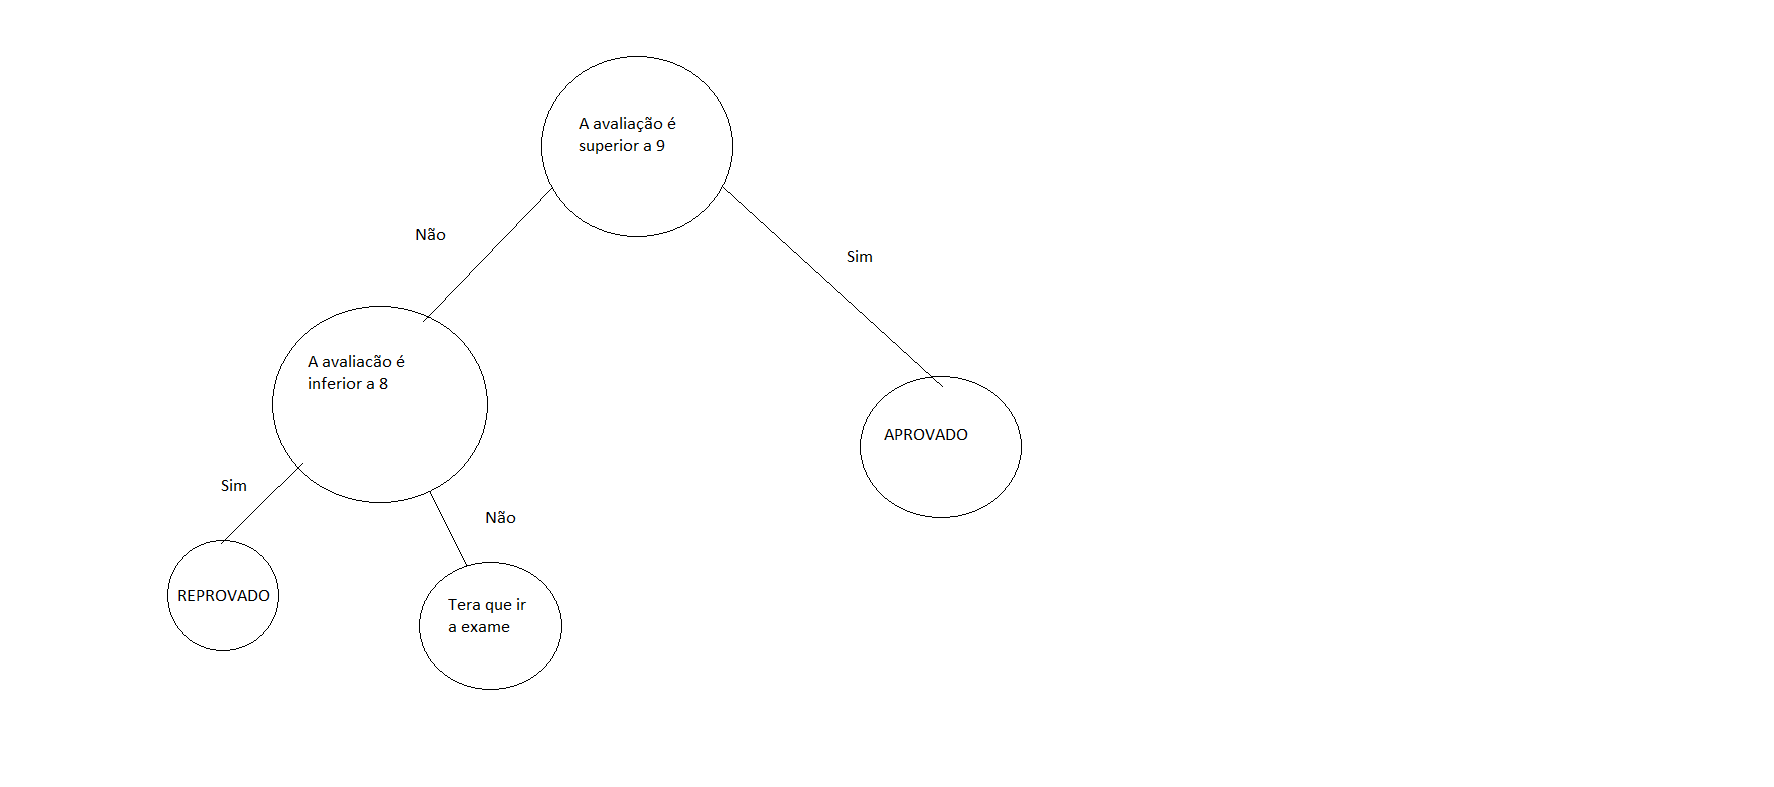 A avaliação é
superior a 9
Não
Sim
A avaliacão é
inferior a 8
APROVADO
Sim
Não
REPROVADO
Tera que ir
a exame